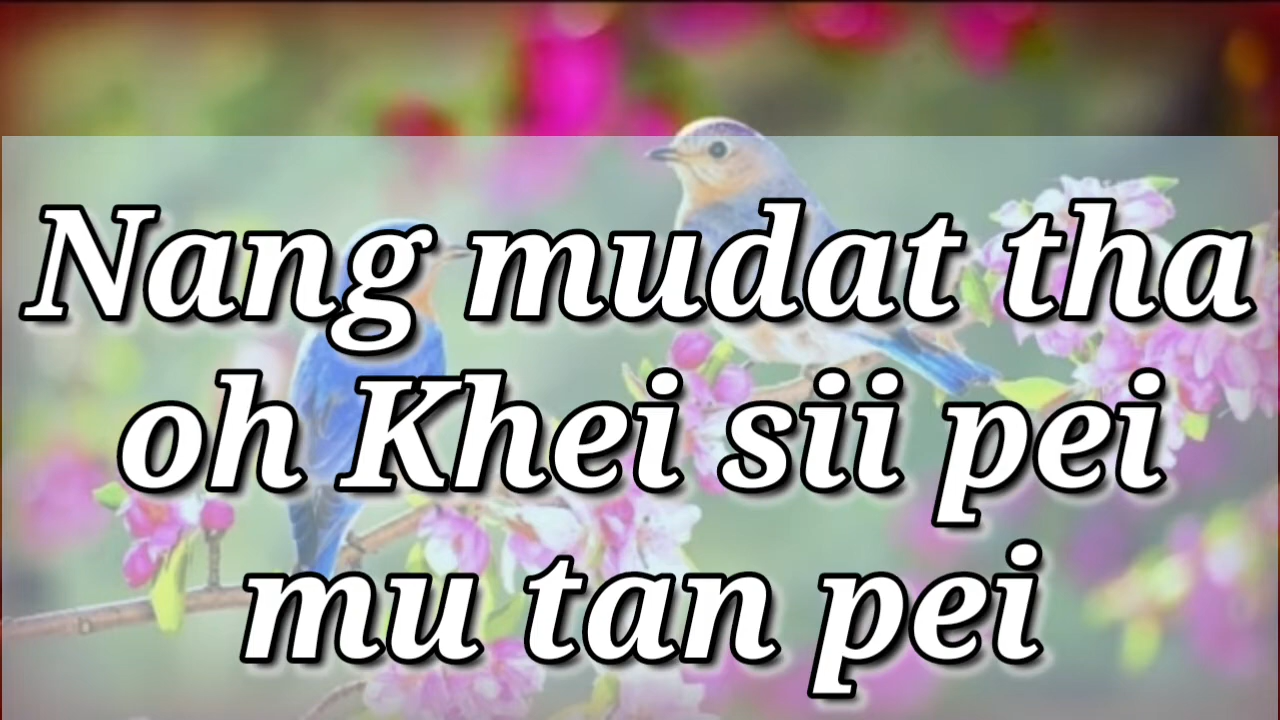 Nang mudat tha
oh Khei sii pei
mu tan pei